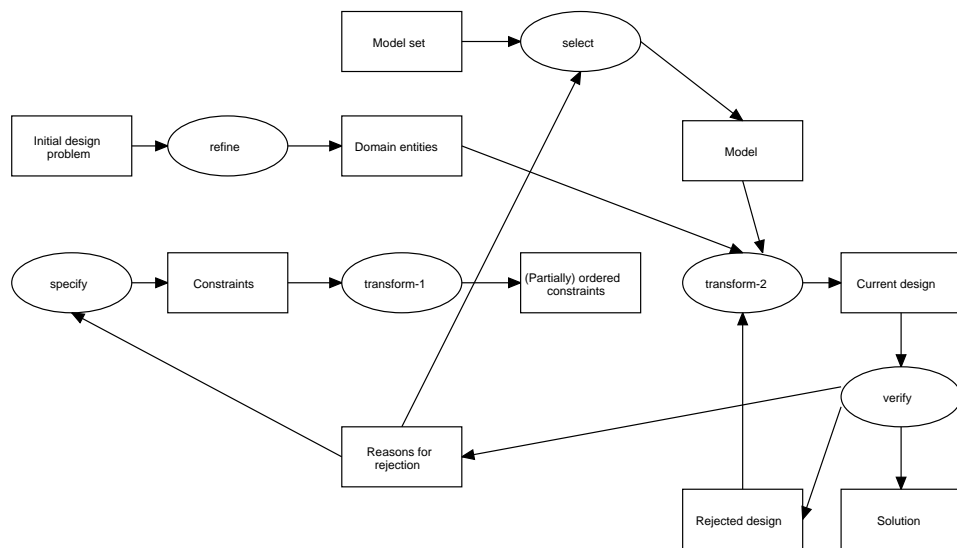 Model set
select
Initial design
problem
refine
Domain entities
Model
specify
Constraints
transform-1
(Partially) ordered
constraints
transform-2
Current design
verify
Reasons for
rejection
Rejected design
Solution